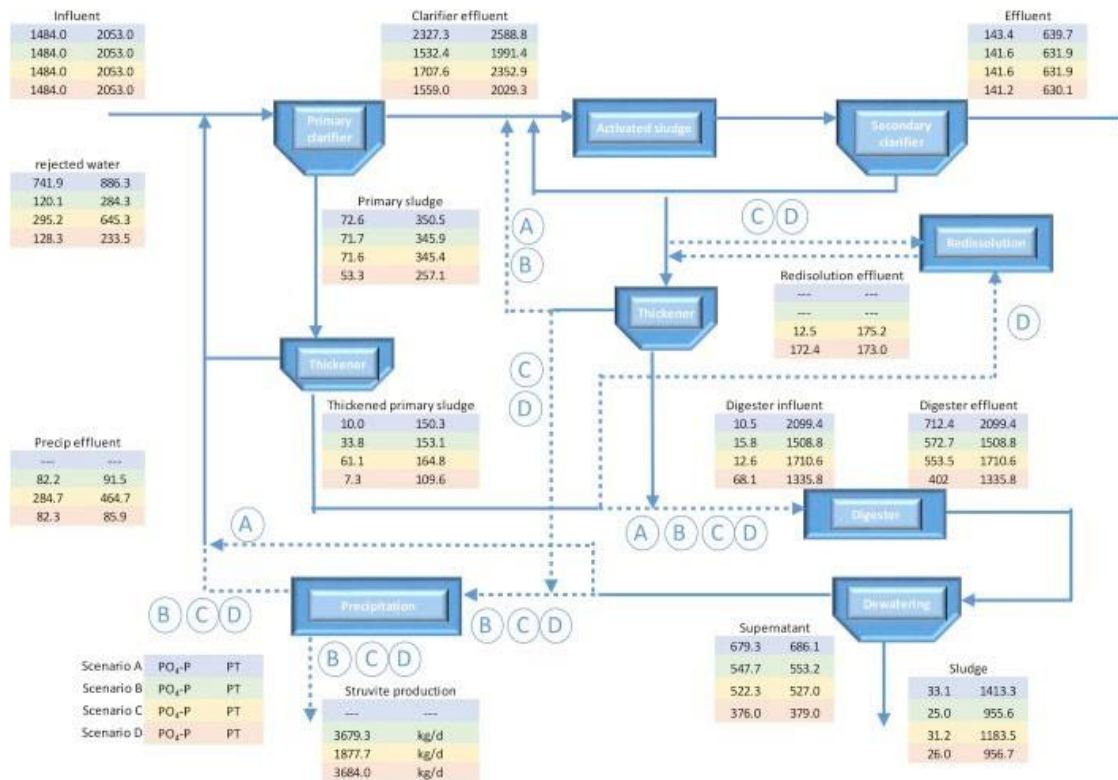 Influent
1484.0 2053.0
1484.0 2053.0
1484.0 2053.0
1484.0 2053.0
Clarifier effluent
2327.3 2588.8
1532.4 1991.4
1707.6 2352.9
1559.0 2029.3
Effluent
143.4 639.7
141.6 631.9
141.6 631.9
141.2 630.1
Primary clarifier
Activated sludge
Secondary clarifier
rejected water
741.9 886.3
120.1 284.3
295.2 645.3
128.3 233.5
Primary sludge
72.6 350.5
71.7 345.9
71.6 345.4
53.3 257.1
A
B
C D
Redissolution
Redisolution effluent
--- ---
--- ---
12.5 175.2
172.4 173.0
D
Thickener
Thickener
C
D
Thickened primary sludge
10.0 150.3
33.8 153.1
61.1 164.8
7.3 109.6
Digester influent
10.5 2099.4
15.8 1508.8
12.6 1710.6
68.1 1335.8
Digester effluent
712.4 2099.4
572.7 1508.8
553.5 1710.6
402 1335.8
Precip effluent
--- ---
82.2 91.5
284.7 464.7
82.3 85.9
A
A B C D
Digester
Precipitation
Dewatering
B C D
B C D
B C D
Supernatant
679.3 686.1
547.7 553.2
522.3 527.0
376.0 379.0
Sludge
33.1 1413.3
25.0 955.6
31.2 1183.5
26.0 956.7
Scenario A PO₄-P PT
Scenario B PO₄-P PT
Scenario C PO₄-P PT
Scenario D PO₄-P PT
Struvite production
--- ---
3679.3 kg/d
1877.7 kg/d
3684.0 kg/d